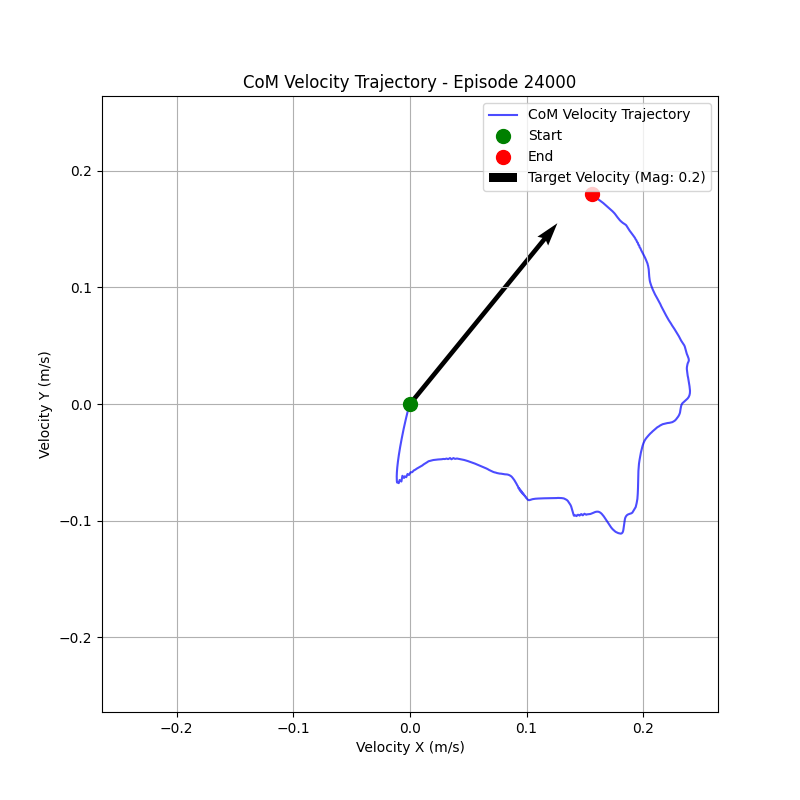 CoM Velocity Trajectory - Episode 24000
CoM Velocity Trajectory
Start
End
Target Velocity (Mag: 0.2)
0.2
0.1
0.0
−0.1
−0.2
Velocity Y (m/s)
−0.2
−0.1
0.0
0.1
0.2
Velocity X (m/s)